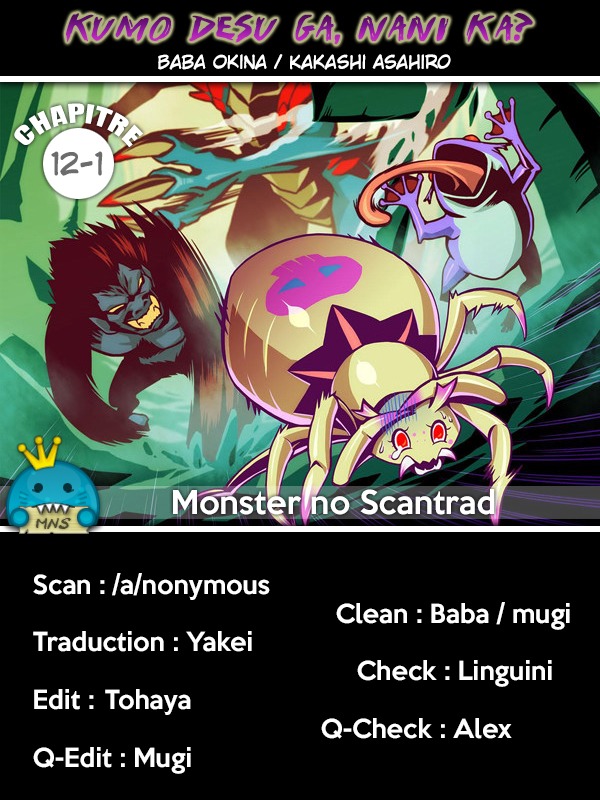 KUMO DESU GA, NANI KA?
BABA OKINA / KAKASHI ASAHIRO
CHAPITRE
12-1
MNS
Monster no Scantrad
Scan : /a/nonymous
Clean : Baba / mugi
Traduction : Yakei
Check : Linguini
Edit : Tohaya
Q-Check : Alex
Q-Edit : Mugi